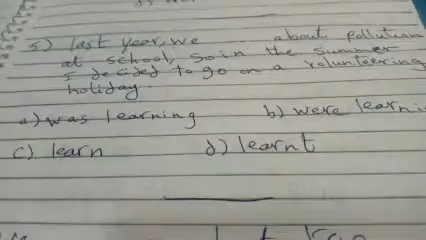 5) last year, we about pollution
at school, so in the summer
I decided to go on a volunteering
holiday
a) was learning b) were learni
c) learn d) learnt